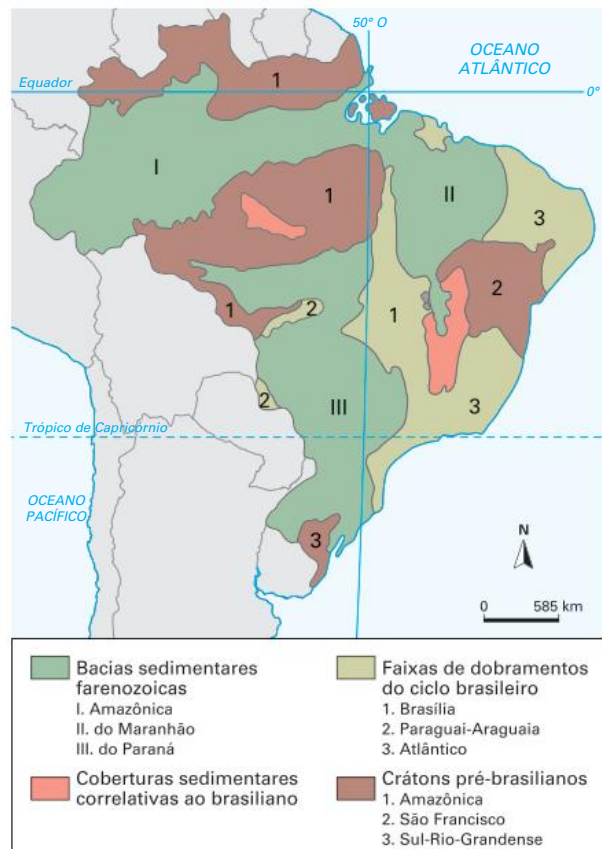 50° O
OCEANO
ATLÂNTICO
Equador
0°
1
I
II
1
3
2
1
2
1
III
2
3
Trópico de Capricórnio
OCEANO
PACÍFICO
3
N
0 585 km
Bacias sedimentares
farenozoicas
I. Amazônica
II. do Maranhão
III. do Paraná
Coberturas sedimentares
correlativas ao brasiliano
Faixas de dobramentos
do ciclo brasileiro
1. Brasília
2. Paraguai-Araguaia
3. Atlântico
Crátons pré-brasilianos
1. Amazônica
2. São Francisco
3. Sul-Rio-Grandense